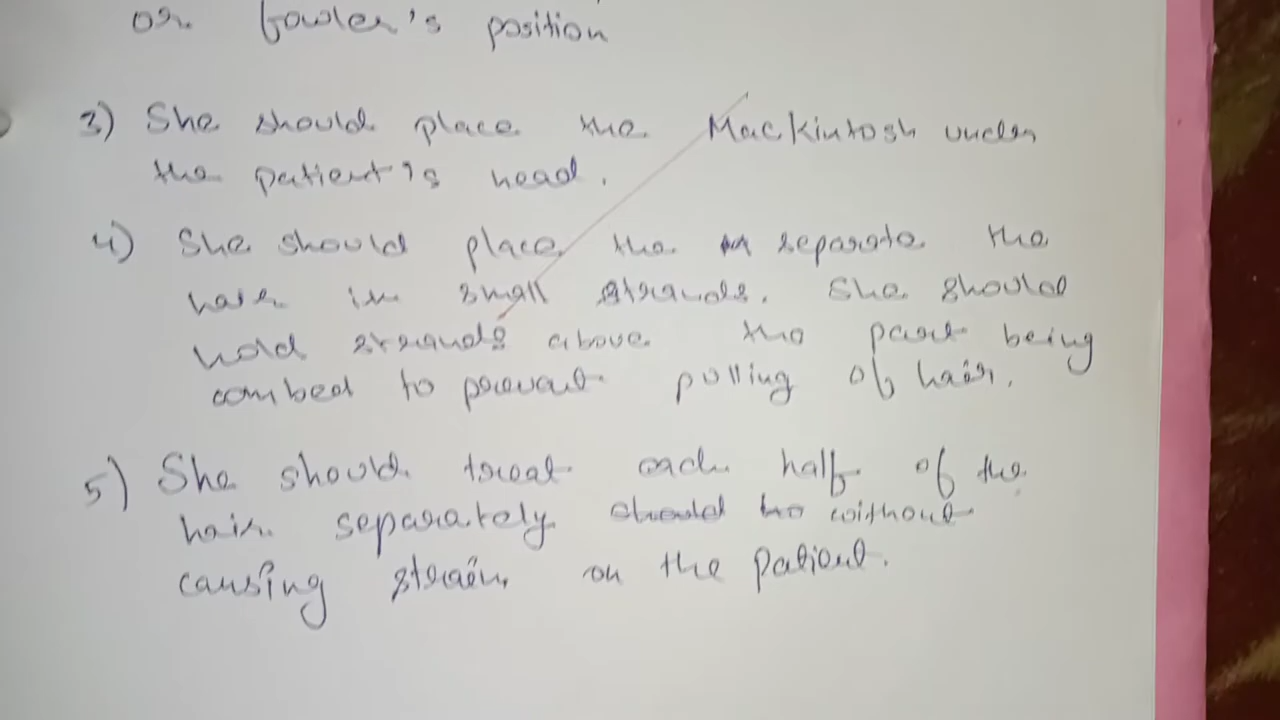 or fowler's position
3) She should place the Mackintosh under
the patient's head.
4) She should place the separate the
hair in small strands. She should
hold strands above the part being
combed to prevent pulling of hair.
5) She should treat each half of the
hair separately should be without
causing strain on the patient.